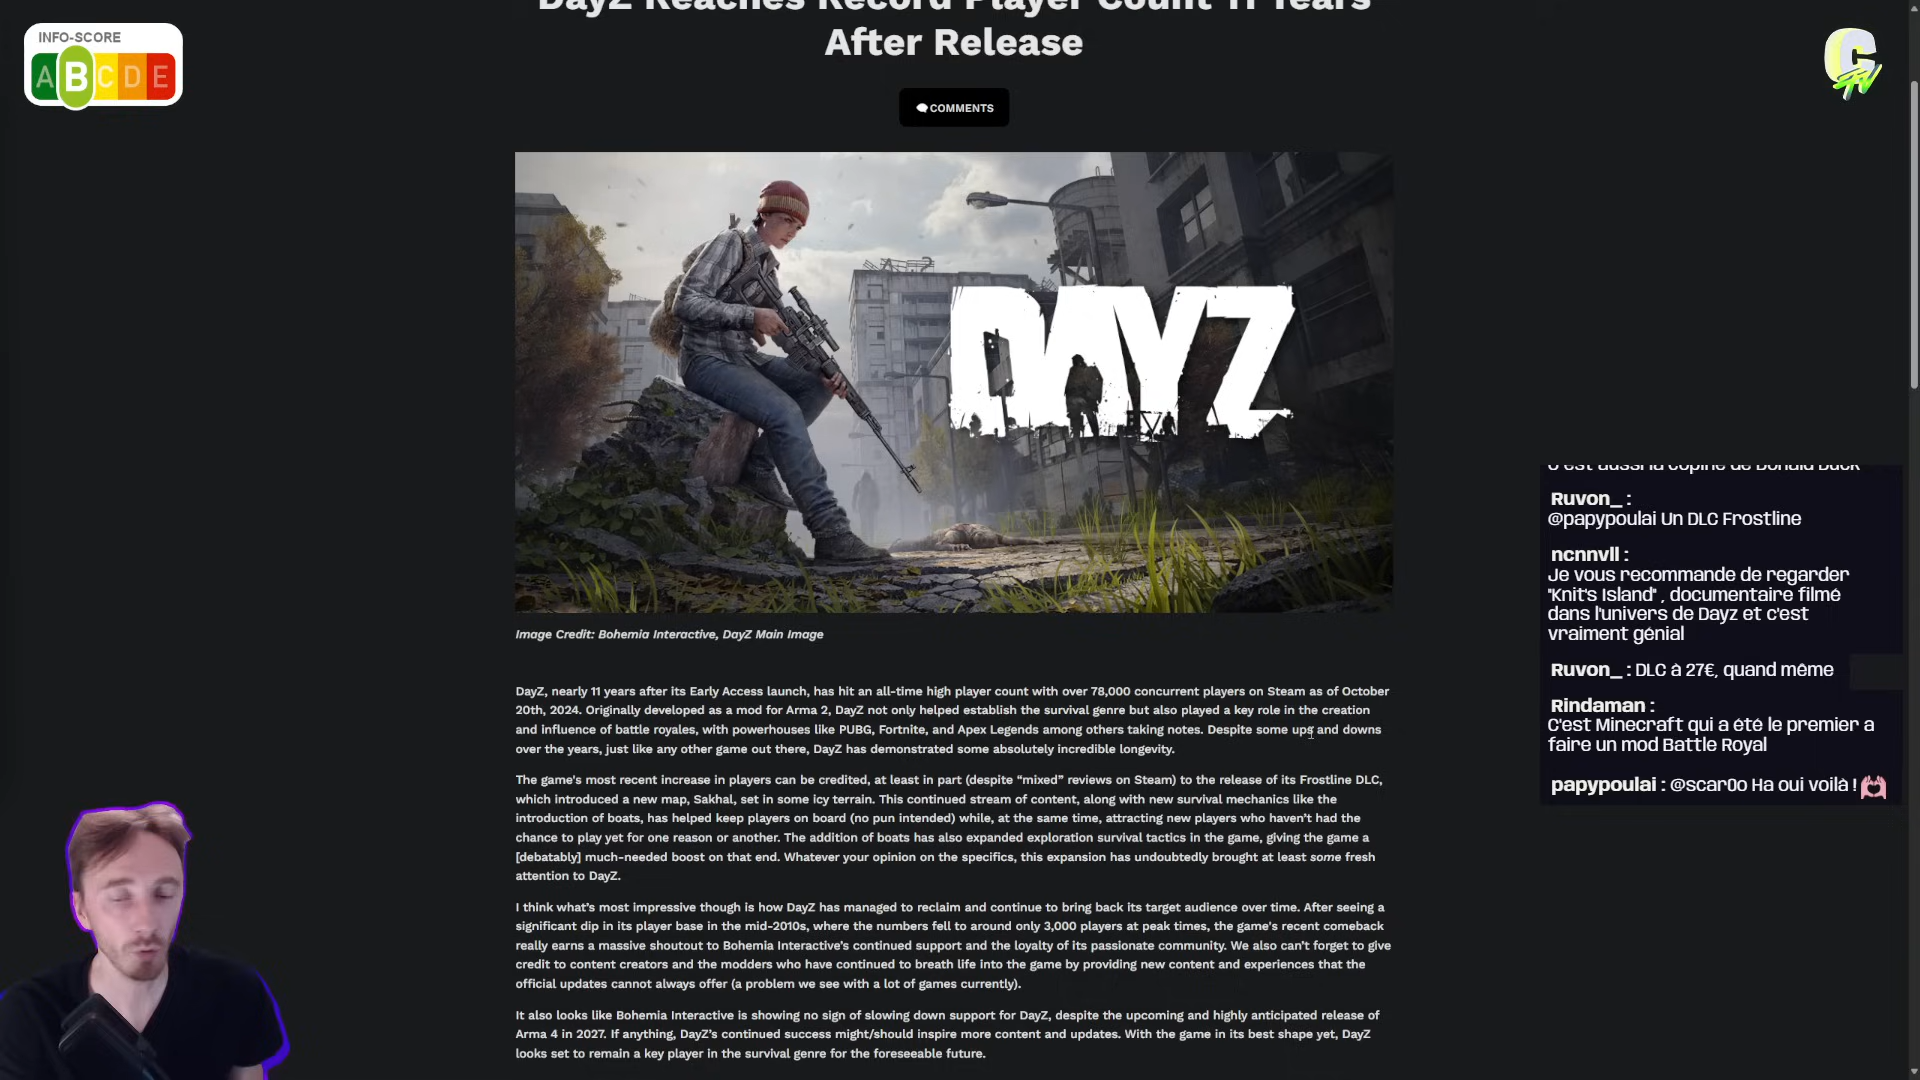 DayZ Reaches Record Player Count 11 Years
After Release
INFO-SCORE
A B C D E
C TV
COMMENTS
DAYZ
Image Credit: Bohemia Interactive, DayZ Main Image
DayZ, nearly 11 years after its Early Access launch, has hit an all-time high player count with over 78,000 concurrent players on Steam as of October
20th, 2024. Originally developed as a mod for Arma 2, DayZ not only helped establish the survival genre but also played a key role in the creation
and influence of battle royales, with powerhouses like PUBG, Fortnite, and Apex Legends among others taking notes. Despite some ups and downs
over the years, just like any other game out there, DayZ has demonstrated some absolutely incredible longevity.
The game's most recent increase in players can be credited, at least in part (despite “mixed” reviews on Steam) to the release of its Frostline DLC,
which introduced a new map, Sakhal, set in some icy terrain. This continued stream of content, along with new survival mechanics like the
introduction of boats, has helped keep players on board (no pun intended) while, at the same time, attracting new players who haven’t had the
chance to play yet for one reason or another. The addition of boats has also expanded exploration survival tactics in the game, giving the game a
[debatably] much-needed boost on that end. Whatever your opinion on the specifics, this expansion has undoubtedly brought at least some fresh
attention to DayZ.
I think what’s most impressive though is how DayZ has managed to reclaim and continue to bring back its target audience over time. After seeing a
significant dip in its player base in the mid-2010s, where the numbers fell to around only 3,000 players at peak times, the game's recent comeback
really earns a massive shoutout to Bohemia Interactive’s continued support and the loyalty of its passionate community. We also can’t forget to give
credit to content creators and the modders who have continued to breath life into the game by providing new content and experiences that the
official updates cannot always offer (a problem we see with a lot of games currently).
It also looks like Bohemia Interactive is showing no sign of slowing down support for DayZ, despite the upcoming and highly anticipated release of
Arma 4 in 2027. If anything, DayZ’s continued success might/should inspire more content and updates. With the game in its best shape yet, DayZ
looks set to remain a key player in the survival genre for the foreseeable future.
C'est aussi la copine de Donald Duck
Ruvon_ :
@papypoulai Un DLC Frostline
ncnnvll :
Je vous recommande de regarder
"Knit's Island" , documentaire filmé
dans l'univers de Dayz et c'est
vraiment génial
Ruvon_ : DLC à 27€, quand même
Rindaman :
C'est Minecraft qui a été le premier a
faire un mod Battle Royal
papypoulai : @scar0o Ha oui voilà !